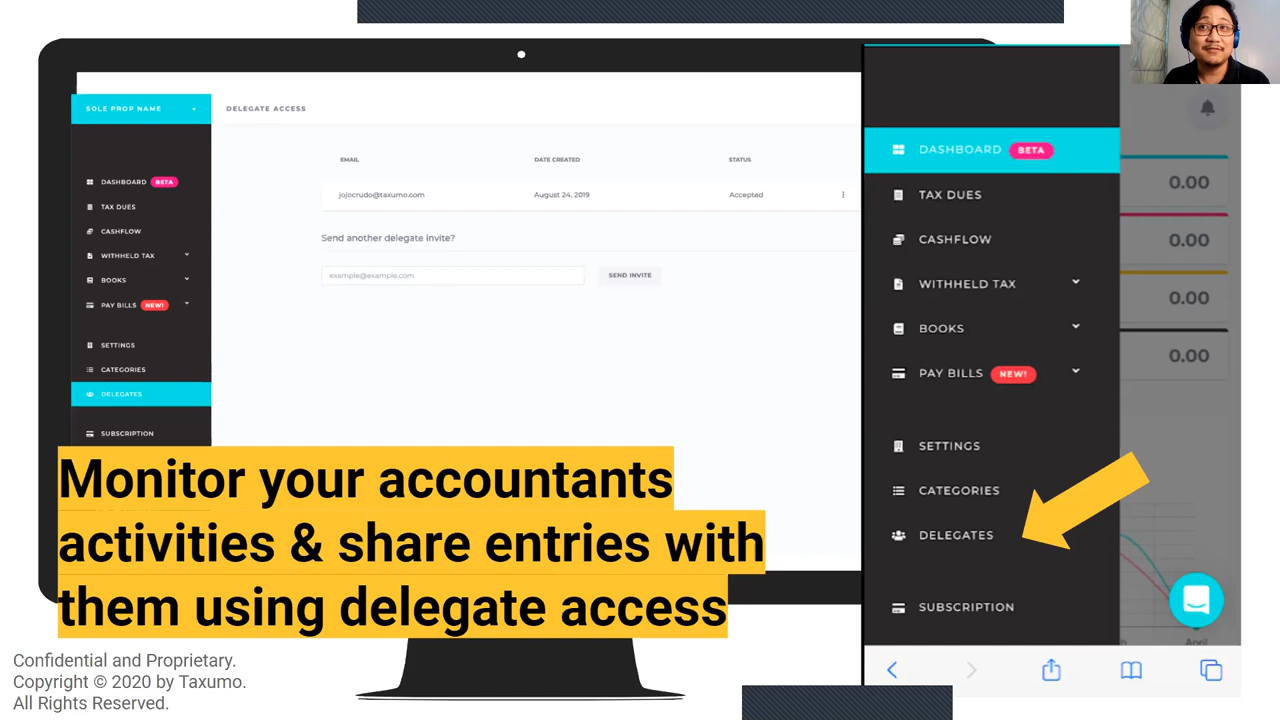 SOLE PROP NAME
DELEGATE ACCESS
EMAIL DATE CREATED STATUS
DASHBOARD BETA
jojocrudo@taxumo.com August 24, 2019 Accepted
TAX DUES
CASHFLOW
Send another delegate invite?
WITHHELD TAX
example@example.com SEND INVITE
BOOKS
PAY BILLS NEW!
SETTINGS
CATEGORIES
DELEGATES
SUBSCRIPTION
Monitor your accountants
activities & share entries with
them using delegate access
Confidential and Proprietary.
Copyright © 2020 by Taxumo.
All Rights Reserved.
DASHBOARD BETA
TAX DUES
CASHFLOW
WITHHELD TAX
BOOKS
PAY BILLS NEW!
SETTINGS
CATEGORIES
DELEGATES
SUBSCRIPTION
0.00
0.00
0.00
0.00
April